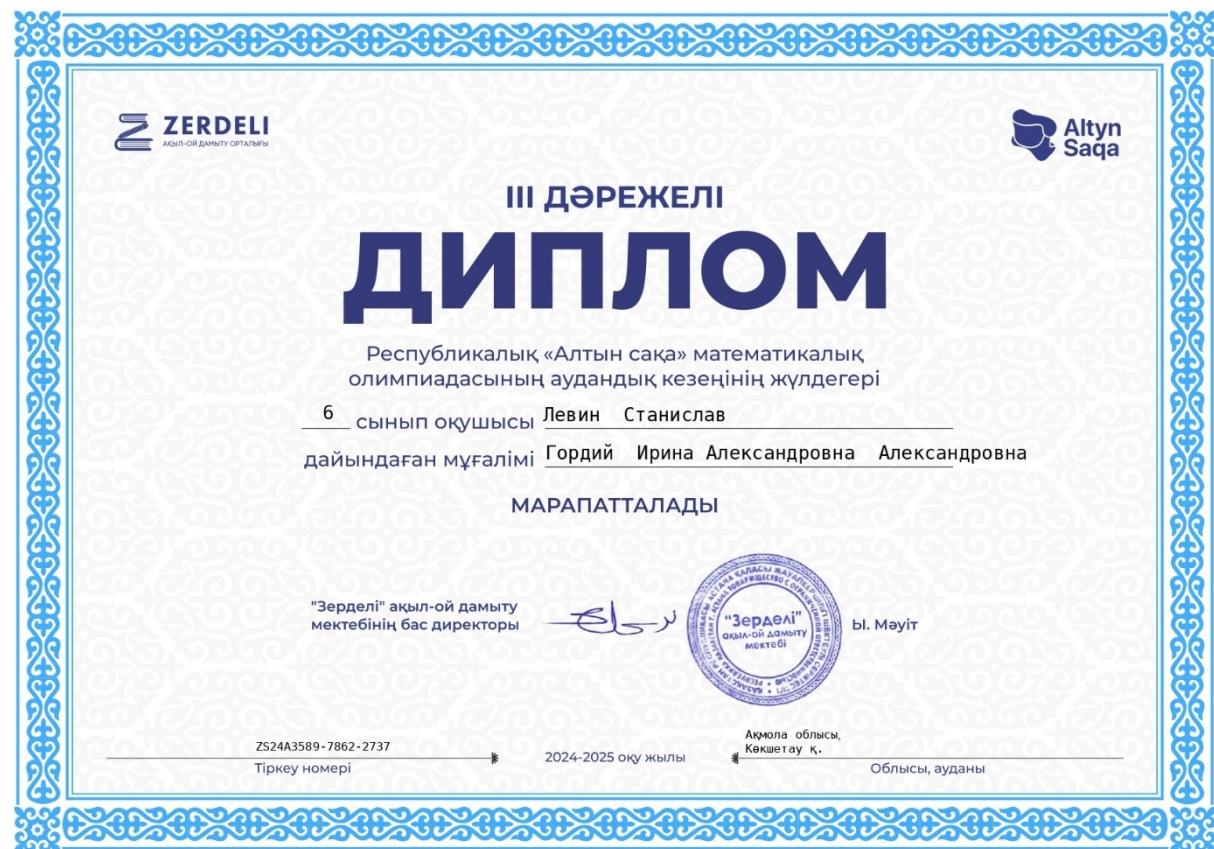 ZERDELI
АҚЫЛ-ОЙ ДАМЫТУ ОРТАЛЫҒЫ
Altyn
Saqa
III ДӘРЕЖЕЛІ
ДИПЛОМ
Республикалық «Алтын сақа» математикалық
олимпиадасының аудандық кезеңінің жүлдегері
6 сынып оқушысы Левин Станислав
дайындаған мұғалімі Гордий Ирина Александровна Александровна
МАРАПАТТАЛАДЫ
"Зерделі" ақыл-ой дамыту
мектебінің бас директоры
"Зерделі"
ақыл-ой дамыту
мектебі
Ы. Мәуіт
ZS24A3589-7862-2737
Тіркеу номері
2024-2025 оқу жылы
Ақмола облысы,
Көкшетау қ.
Облысы, ауданы